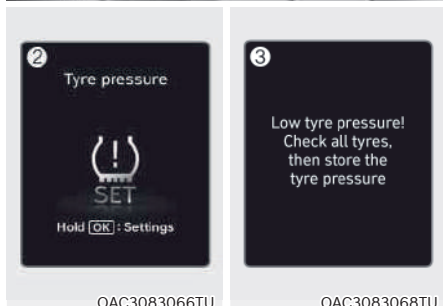 2
Tyre pressure
(!)
SET
Hold OK : Settings
OAC3083066TU
3
Low tyre pressure!
Check all tyres,
then store the
tyre pressure
OAC3083068TU